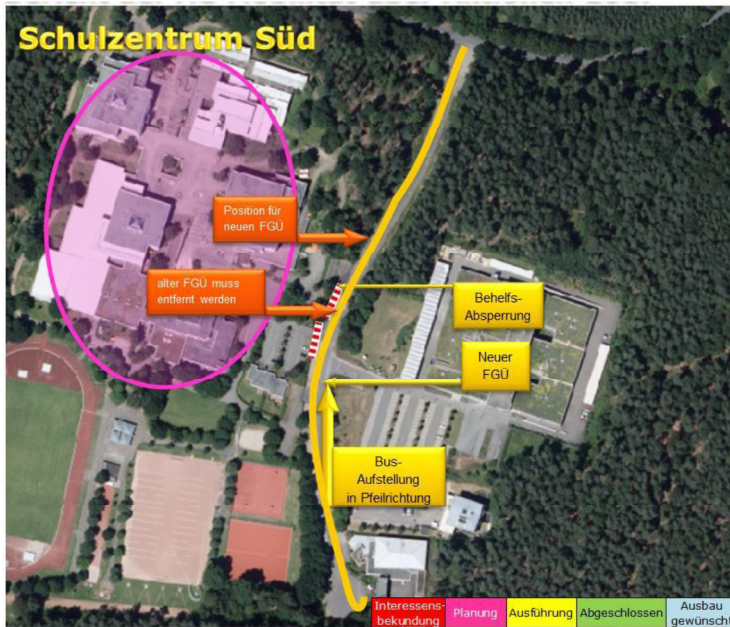 Schulzentrum Süd
Position für
neuen FGÜ
alter FGÜ muss
entfernt werden
Behelfs-
Absperrung
Neuer
FGÜ
Bus-
Aufstellung
in Pfeilrichtung
Interessens-
bekundung
Planung
Ausführung
Abgeschlossen
Ausbau
gewünscht